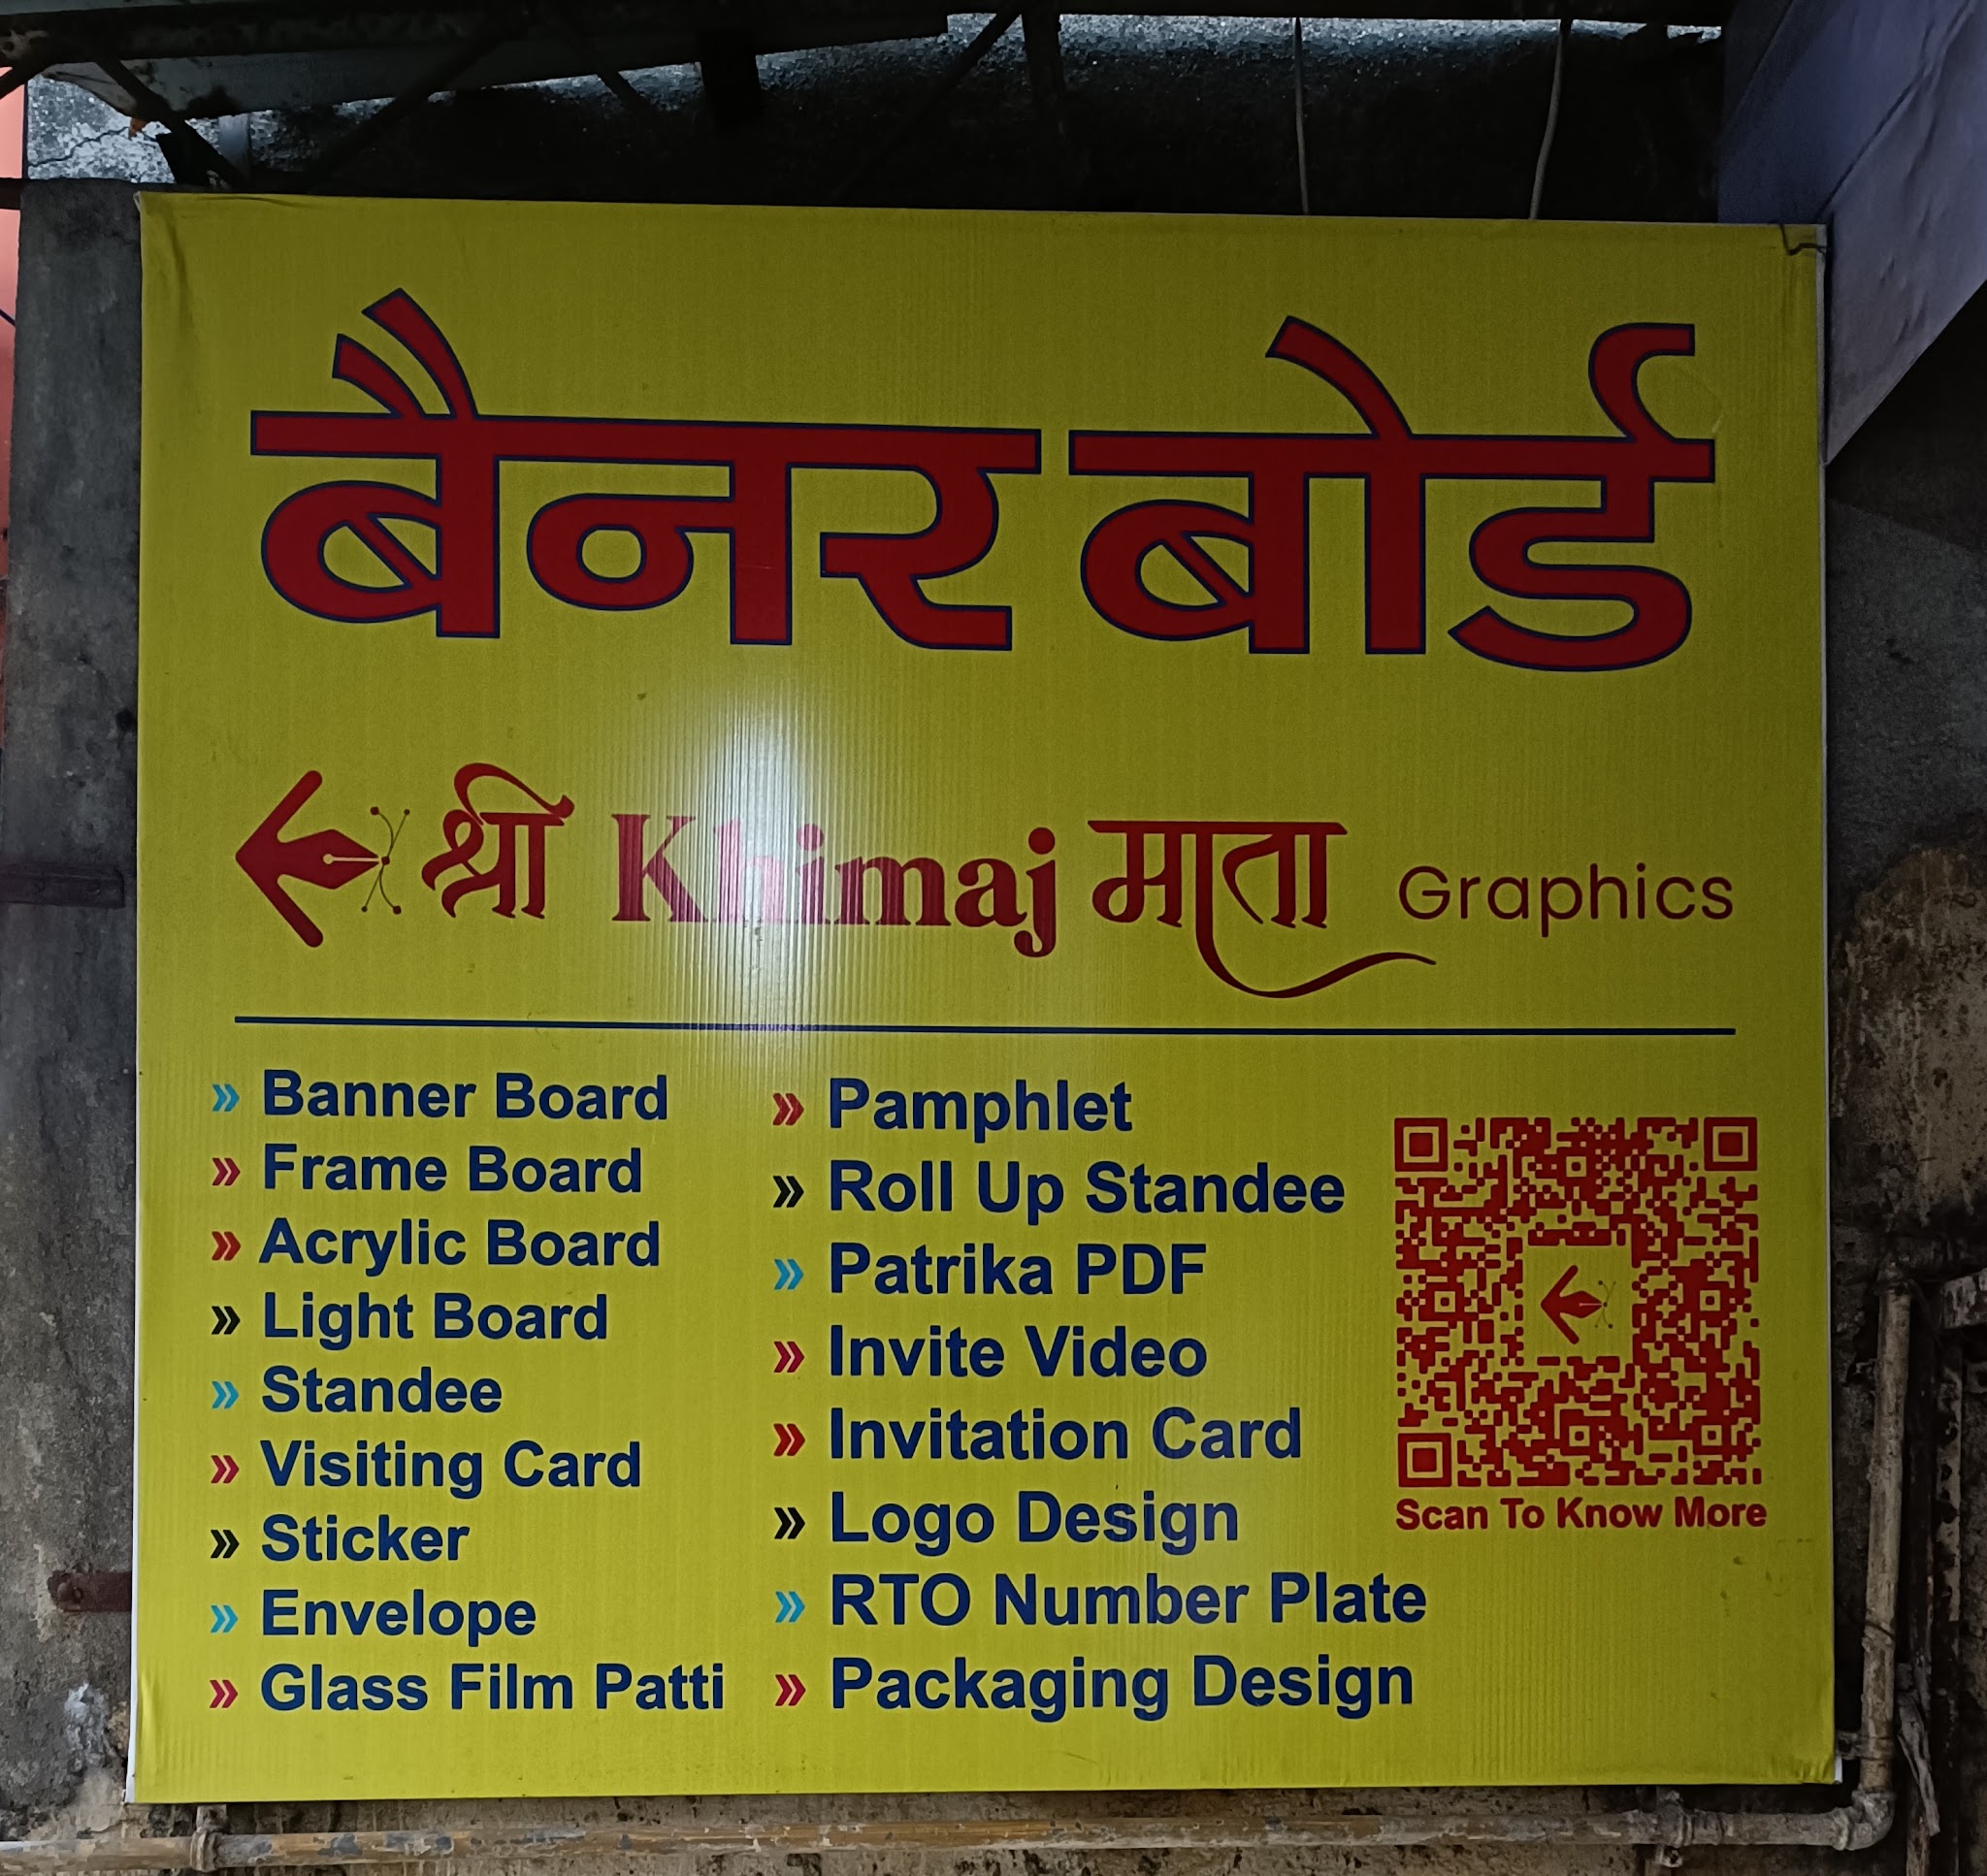 बैनर बोर्ड
श्री Khimaj माता Graphics
» Banner Board
» Frame Board
» Acrylic Board
» Light Board
» Standee
» Visiting Card
» Sticker
» Envelope
» Glass Film Patti
» Pamphlet
» Roll Up Standee
» Patrika PDF
» Invite Video
» Invitation Card
» Logo Design
» RTO Number Plate
» Packaging Design
Scan To Know More